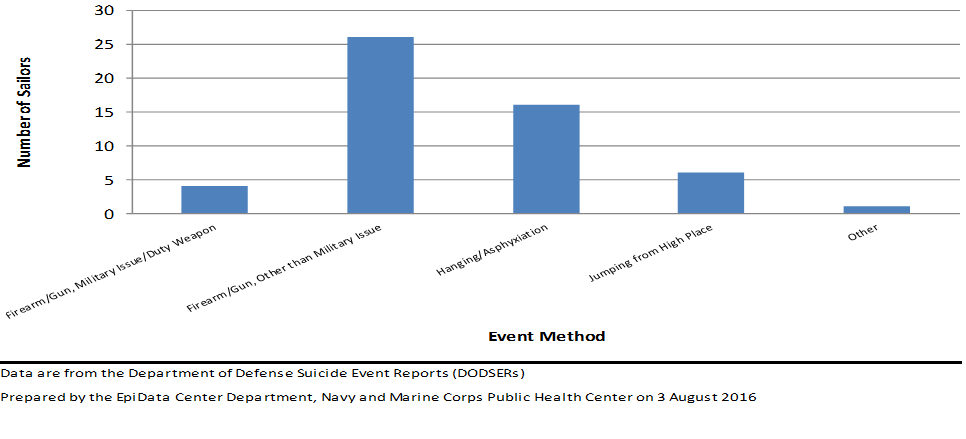 30
25
20
15
10
5
0
Number of Sailors
Firearm/Gun, Military Issue/Duty Weapon
Firearm/Gun, Other than Military Issue
Hanging/Asphyxiation
Jumping from High Place
Other
Event Method
Data are from the Department of Defense Suicide Event Reports (DODSERs)
Prepared by the EpiData Center Department, Navy and Marine Corps Public Health Center on 3 August 2016